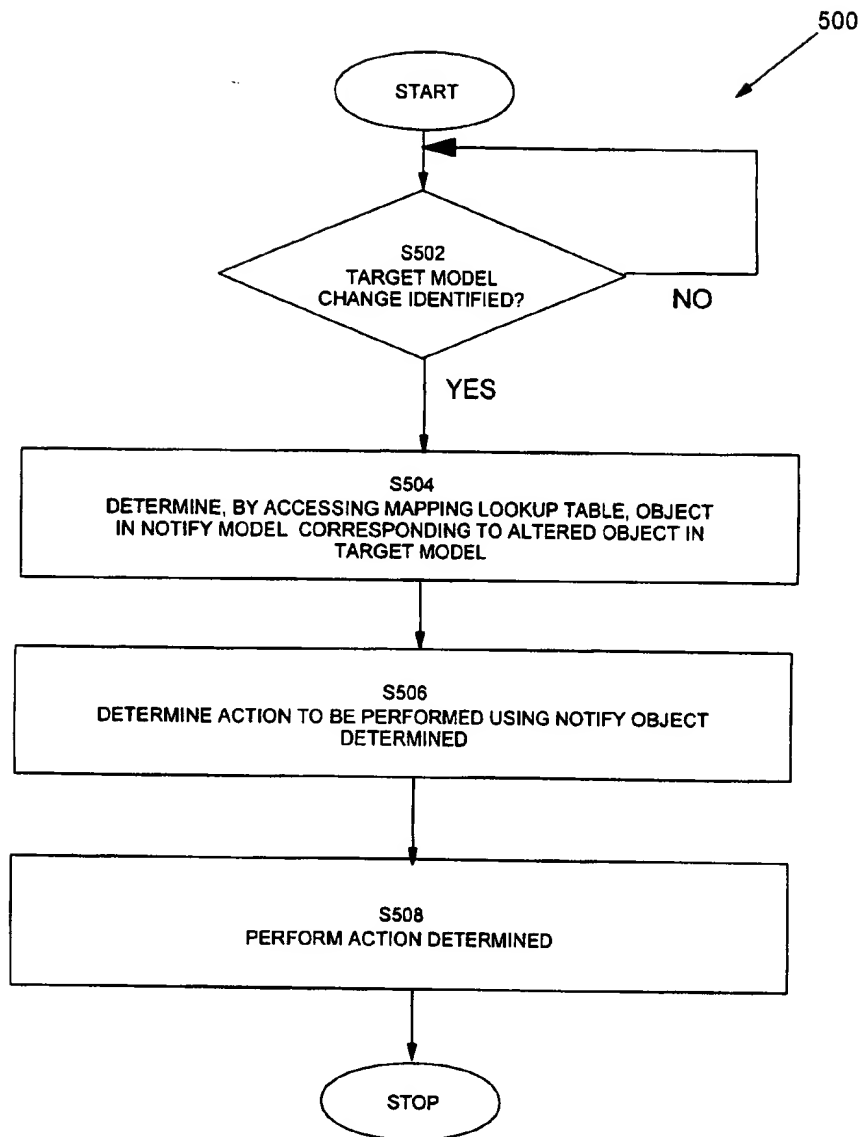 500
START
S502
TARGET MODEL
CHANGE IDENTIFIED?
NO
YES
S504
DETERMINE, BY ACCESSING MAPPING LOOKUP TABLE, OBJECT
IN NOTIFY MODEL CORRESPONDING TO ALTERED OBJECT IN
TARGET MODEL
S506
DETERMINE ACTION TO BE PERFORMED USING NOTIFY OBJECT
DETERMINED
S508
PERFORM ACTION DETERMINED
STOP